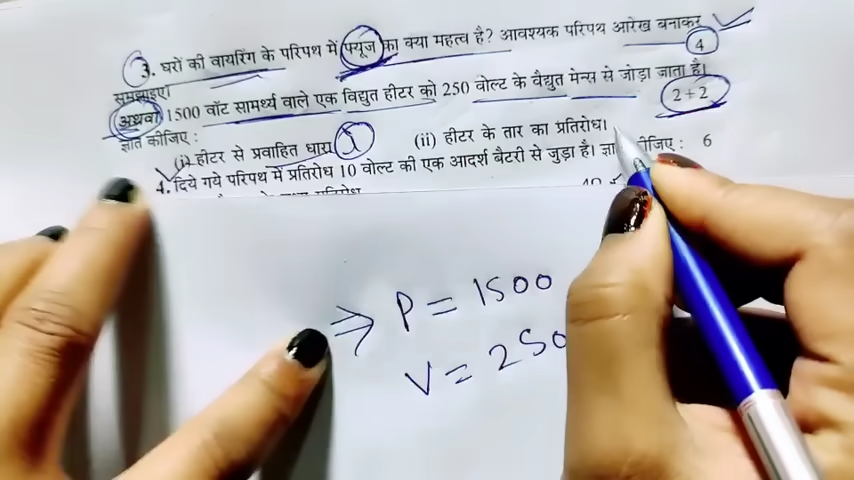 3. घरों की वायरिंग के परिपथ में फ्यूज का क्या महत्व है? आवश्यक परिपथ आरेख बनाकर
समझाइए। 4
अथवा 1500 वॉट सामर्थ्य वाले एक विद्युत हीटर को 250 वोल्ट के वैद्युत मेन्स से जोड़ा जाता है।
ज्ञात कीजिए : 2+2
(i) हीटर से प्रवाहित धारा (ii) हीटर के तार का प्रतिरोध।
4. दिये गये परिपथ में प्रतिरोध 10 वोल्ट की एक आदर्श बैटरी से जुड़ा है। कीजिए : 6
⇒ P = 1500
V = 250